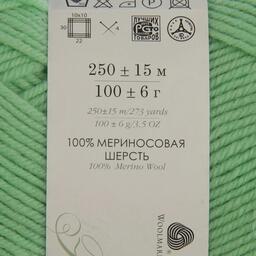 10x10
30
22
4
ЛУЧШИХ
РСТ
ТОВАРОВ
250 ± 15 м
100 ± 6 г
250±15 m/273 yards
100 ± 6 g/3.5 OZ
100% МЕРИНОСОВАЯ
ШЕРСТЬ
100% Merino Wool
WOOLMARK